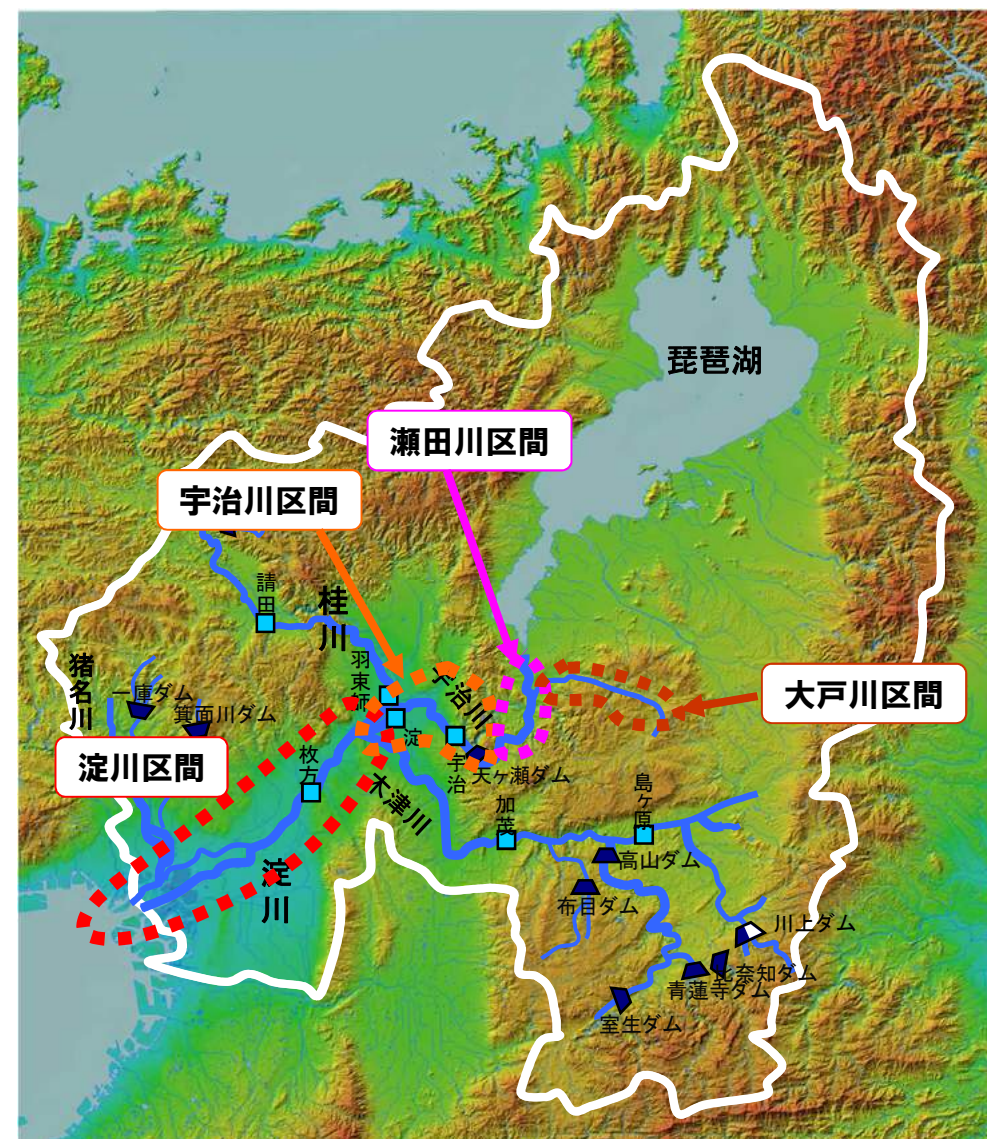 琵琶湖
瀬田川区間
宇治川区間
請田
桂川
羽束師
猪名川
一庫ダム
箕面川ダム
宇治川
大戸川区間
淀
淀川区間
枚方
宇治
天ヶ瀬ダム
木津川
加茂
島ヶ原
高山ダム
淀川
布目ダム
川上ダム
比奈知ダム
青蓮寺ダム
室生ダム